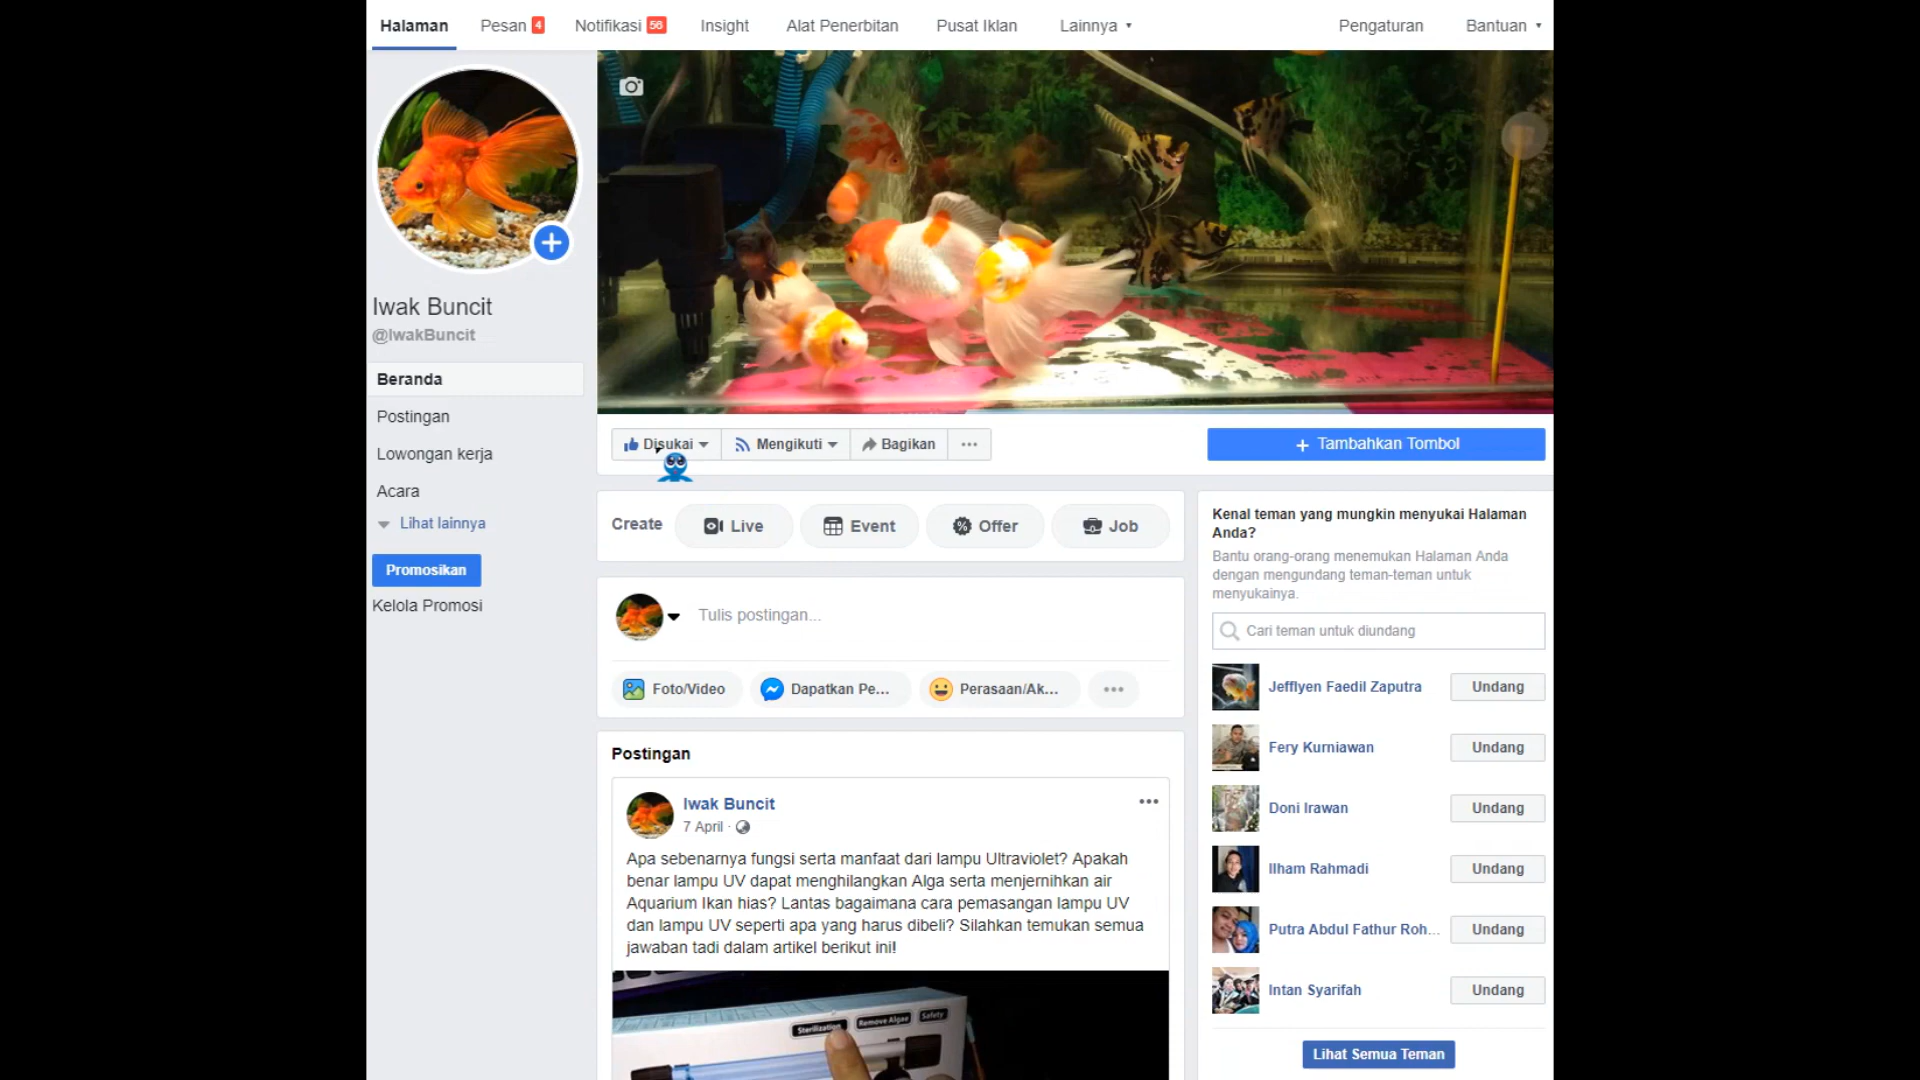 Halaman
Pesan 4
Notifikasi 56
Insight
Alat Penerbitan
Pusat Iklan
Lainnya
Pengaturan
Bantuan
Iwak Buncit
@IwakBuncit
Beranda
Postingan
Lowongan kerja
Acara
Lihat lainnya
Promosikan
Kelola Promosi
Disukai
Mengikuti
Bagikan
+ Tambahkan Tombol
Create
Live
Event
Offer
Job
Tulis postingan...
Foto/Video
Dapatkan Pe...
Perasaan/Ak...
Postingan
Iwak Buncit
7 April ·
Apa sebenarnya fungsi serta manfaat dari lampu Ultraviolet? Apakah
benar lampu UV dapat menghilangkan Alga serta menjernihkan air
Aquarium Ikan hias? Lantas bagaimana cara pemasangan lampu UV
dan lampu UV seperti apa yang harus dibeli? Silahkan temukan semua
jawaban tadi dalam artikel berikut ini!
Sterilization
Remove Algae
Safety
Kenal teman yang mungkin menyukai Halaman
Anda?
Bantu orang-orang menemukan Halaman Anda
dengan mengundang teman-teman untuk
menyukainya.
Cari teman untuk diundang
Jefflyen Faedil Zaputra
Undang
Fery Kurniawan
Undang
Doni Irawan
Undang
Ilham Rahmadi
Undang
Putra Abdul Fathur Roh...
Undang
Intan Syarifah
Undang
Lihat Semua Teman